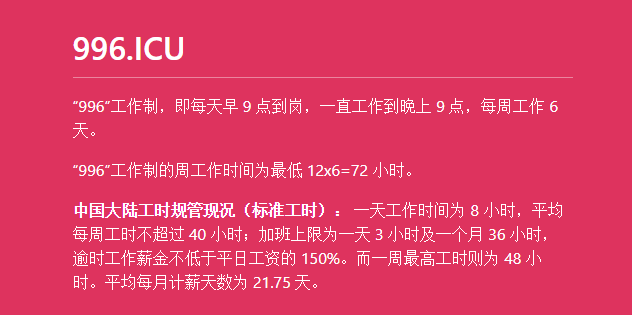 996.ICU
“996”工作制，即每天早 9 点到岗，一直工作到晚上 9 点，每周工作 6
天。
“996”工作制的周工作时间为最低 12x6=72 小时。
中国大陆工时规管现况（标准工时）： 一天工作时间为 8 小时，平均
每周工时不超过 40 小时；加班上限为一天 3 小时及一个月 36 小时，
逾时工作薪金不低于平日工资的 150%。而一周最高工时则为 48 小
时。平均每月计薪天数为 21.75 天。